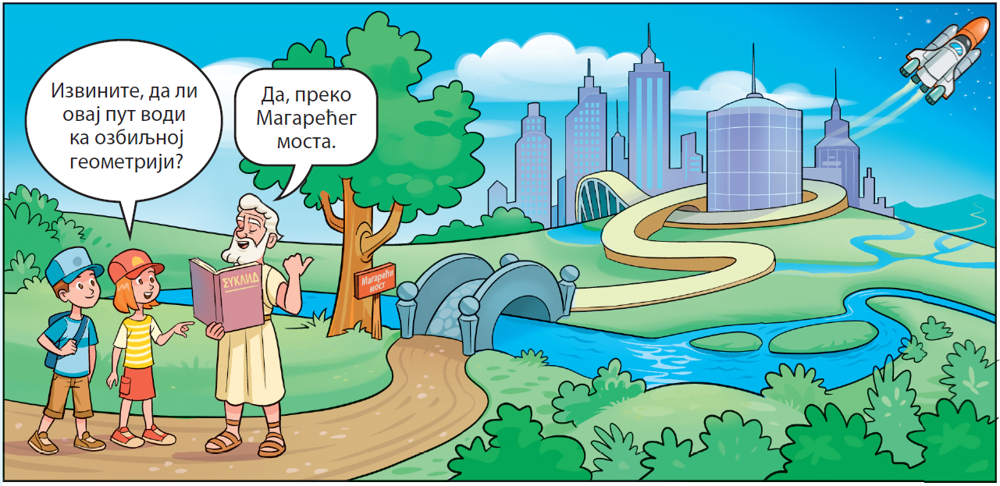 Извините, да ли
овај пут води
ка озбиљној
геометрији?
Да, преко
Магарећег
моста.
ЕУКЛИД
Магарећи
мост